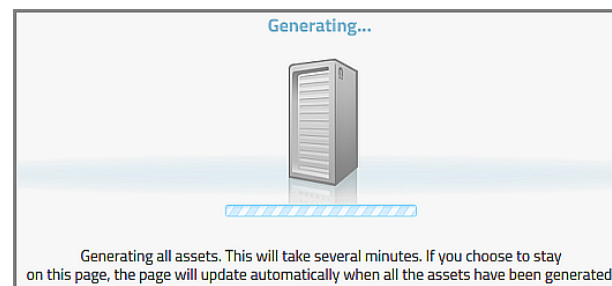 Generating...
Generating all assets. This will take several minutes. If you choose to stay
on this page, the page will update automatically when all the assets have been generated